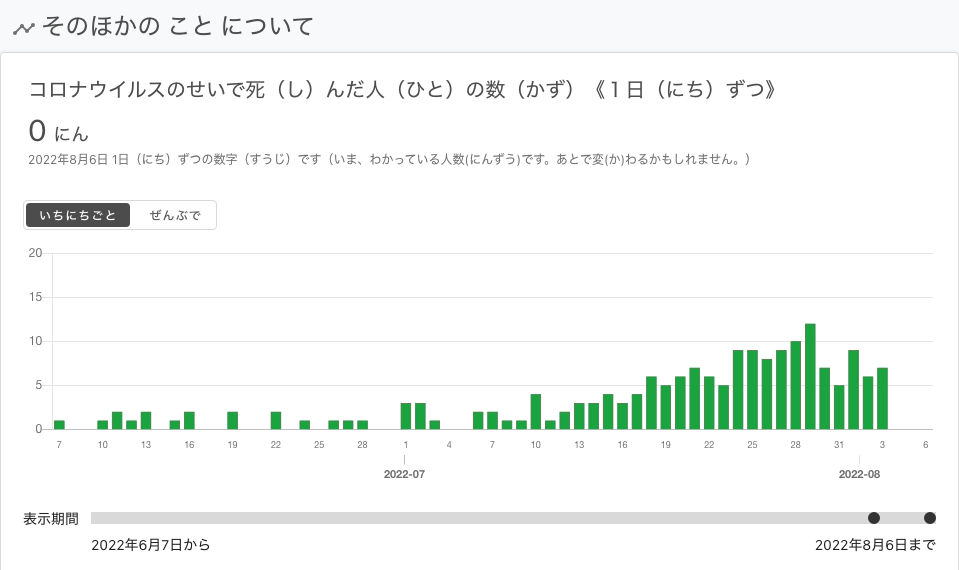 そのほかの こと について
コロナウイルスのせいで死（し）んだ人（ひと）の数（かず）《１日（にち）ずつ》
0 にん
2022年8月6日 1日（にち）ずつの数字（すうじ）です（いま、わかっている人数(にんずう)です。あとで変(か)わるかもしれません。）
いちにちごと ぜんぶで
20
15
10
5
0
7 10 13 16 19 22 25 28 1 4 7 10 13 16 19 22 25 28 31 3 6
2022-07 2022-08
表示期間
2022年6月7日から 2022年8月6日まで